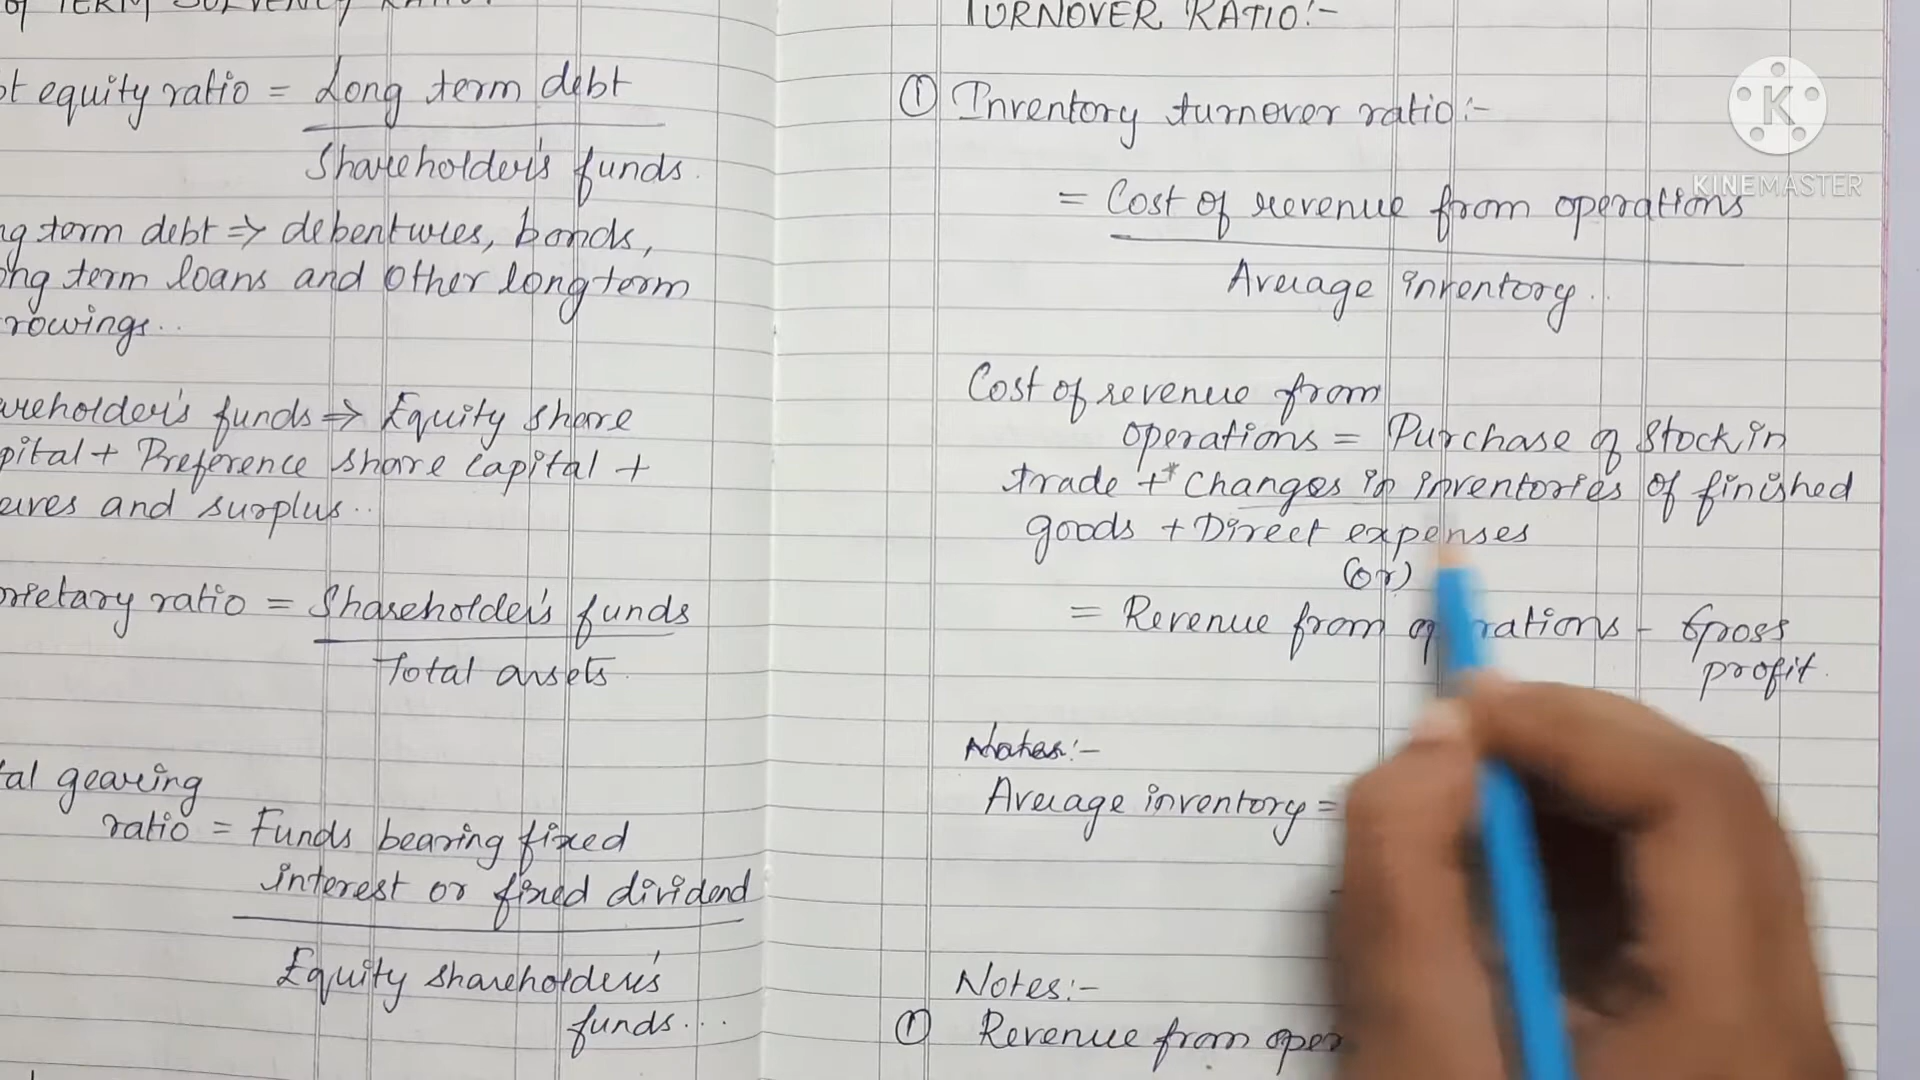 of TERM SOLVENCY RATIO:
equity ratio = Long term debt
Shareholder's funds.
term debt => debentures, bonds,
term loans and other long term
rowings..
funds => Equity share
pital + Preference share capital +
and surplus..
ratio = Shareholder's funds
Total assets.
gearing
ratio = Funds bearing fixed
interest or fixed dividend
Equity shareholder's
funds...
TURNOVER RATIO:-
① Inventory turnover ratio:-
= Cost of revenue from operations
Average inventory..
Cost of revenue from
operations = Purchase of Stock in
trade +* Changes in inventories of finished
goods + Direct expenses
(or)
= Revenue from operations - Gross
profit.
Notes:-
Average inventory =
Notes:-
① Revenue from oper
K
KINEMASTER